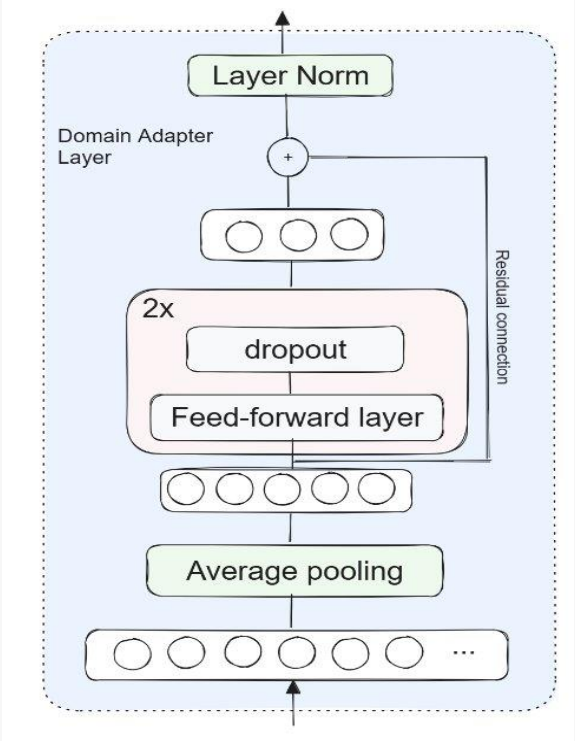 Layer Norm
Domain Adapter
Layer
+
Residual connection
2x
dropout
Feed-forward layer
Average pooling
...